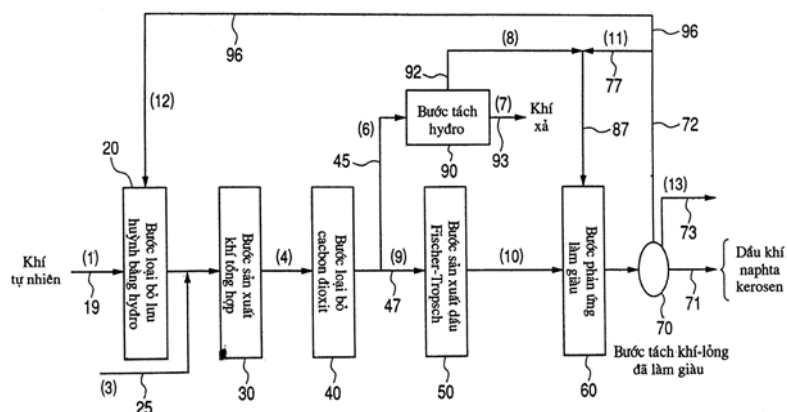 96
96
(8)
(11)
92
77
(12)
Bước tách
hydro
(7)
Khí
xả
(6)
72
20
45
90
93
87
(13)
73
Bước loại bỏ lưu
huỳnh bằng hydro
Bước sản xuất
khí tổng hợp
Bước loại bỏ
cacbon dioxit
Bước sản xuất dầu
Fischer-Tropsch
Bước phản ứng
làm giàu
Khí
tự nhiên
(1)
19
(4)
(9)
47
(10)
71
Dầu khí
naphta
kerosen
70
Bước tách khí-lỏng
đã làm giàu
(3)
25
30
40
50
60